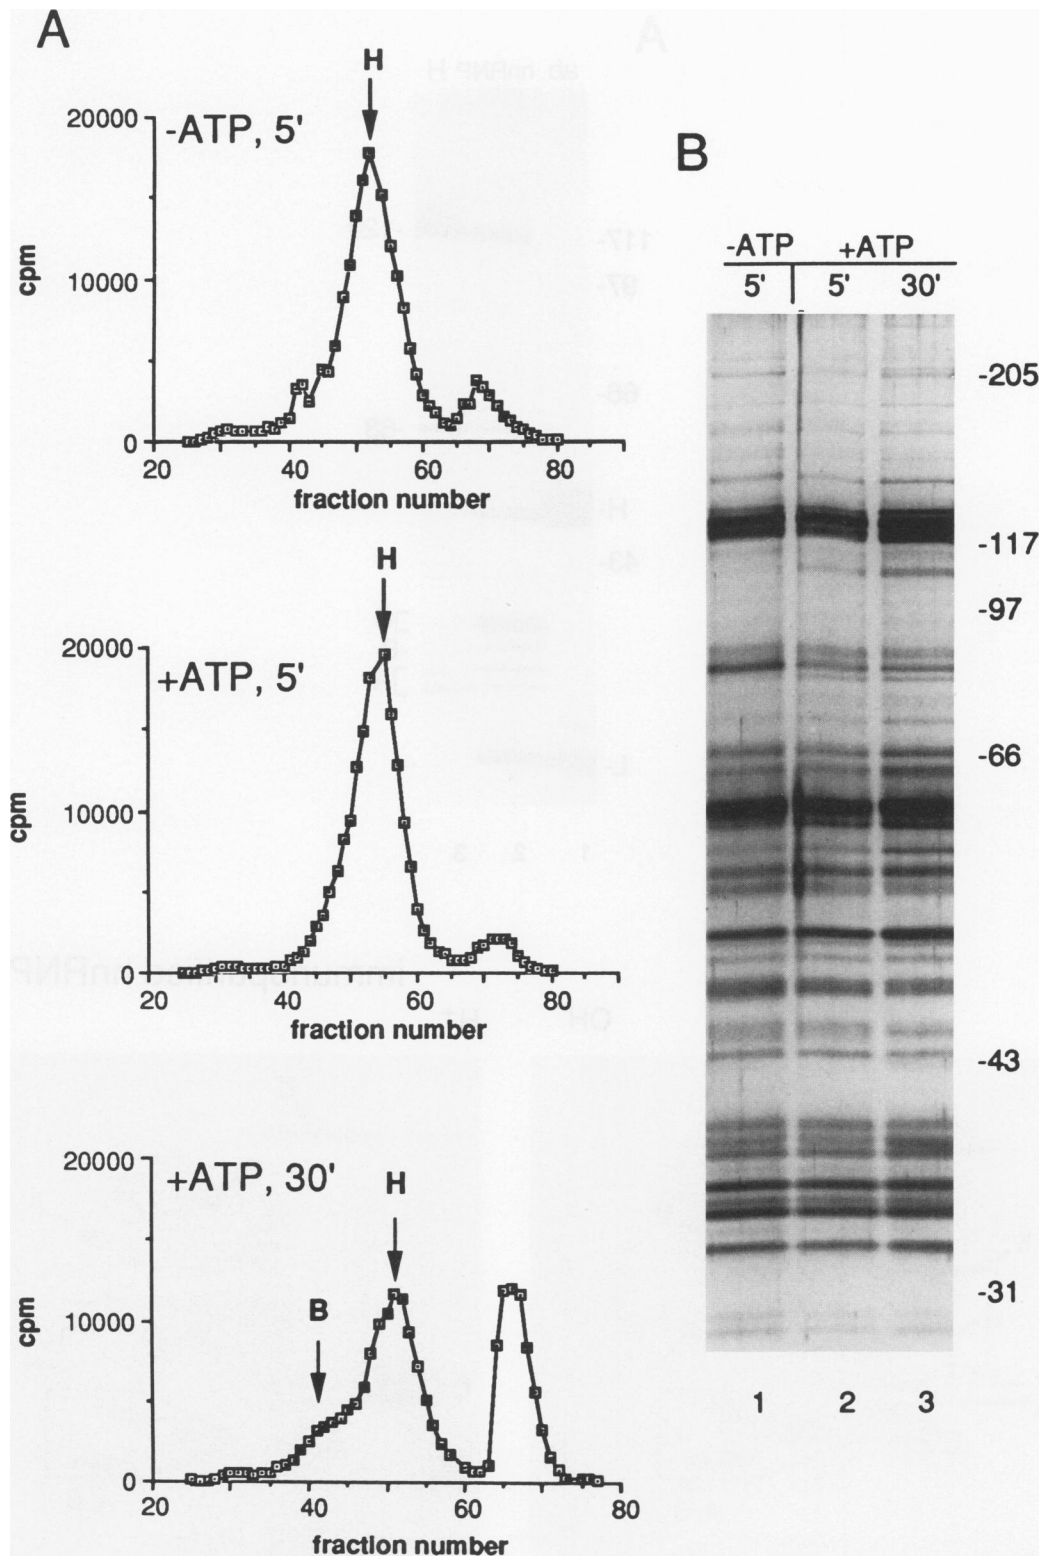 A
H
20000
-ATP, 5'
10000
0
cpm
20 40 60 80
fraction number
H
20000
+ATP, 5'
10000
0
cpm
20 40 60 80
fraction number
20000
+ATP, 30'
H
10000
B
0
cpm
20 40 60 80
fraction number
B
-ATP +ATP
5' 5' 30'
-205
-117
-97
-66
-43
-31
1 2 3